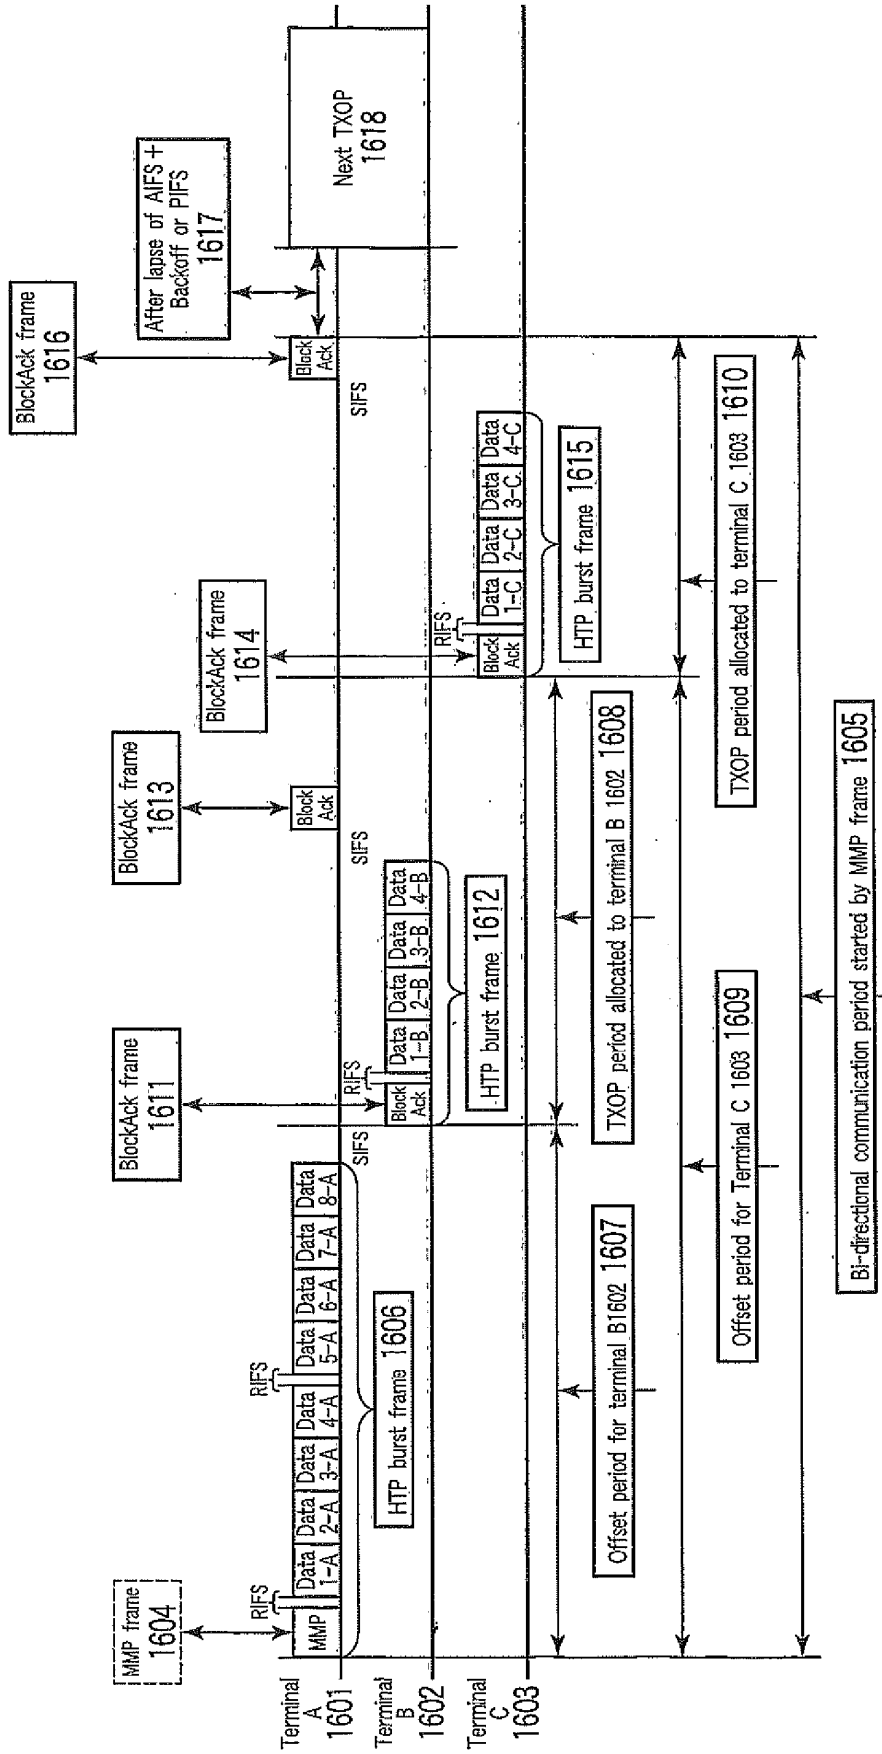 MMP frame
1604
BlockAck frame
1611
BlockAck frame
1613
BlockAck frame
1614
BlockAck frame
1616
After lapse of AIFS+
Backoff or PIFS
1617
Terminal
A
1601
MMP
RIFS
Data
1-A
Data
2-A
Data
3-A
Data
4-A
RIFS
Data
5-A
Data
6-A
Data
7-A
Data
8-A
SIFS
Block
Ack
SIFS
Block
Ack
SIFS
Next TXOP
1618
HTP burst frame 1606
Terminal
B
1602
Block
Ack
RIFS
Data
1-B
Data
2-B
Data
3-B
Data
4-B
HTP burst frame 1612
Terminal
C
1603
Block
Ack
RIFS
Data
1-C
Data
2-C
Data
3-C
Data
4-C
HTP burst frame 1615
Offset period for terminal B1602 1607
TXOP period allocated to terminal B 1602 1608
Offset period for Terminal C 1603 1609
TXOP period allocated to terminal C 1603 1610
Bi-directional communication period started by MMP frame 1605